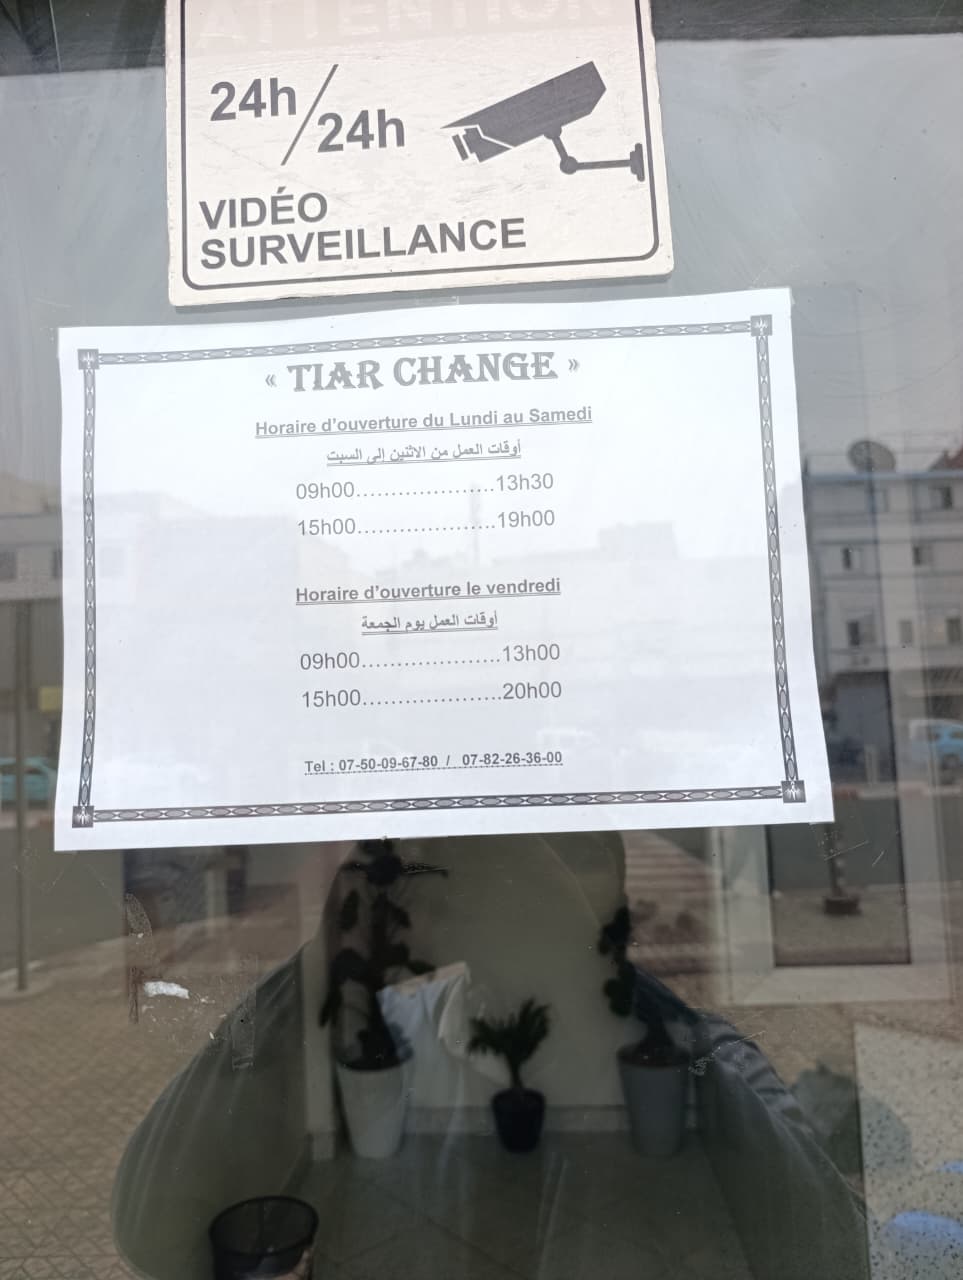 ATTENTION
24h/24h
VIDÉO
SURVEILLANCE
« TIAR CHANGE »
Horaire d’ouverture du Lundi au Samedi
أوقات العمل من الاثنين إلى السبت
09h00....................13h30
15h00....................19h00
Horaire d’ouverture le vendredi
أوقات العمل يوم الجمعة
09h00....................13h00
15h00....................20h00
Tel : 07-50-09-67-80 / 07-82-26-36-00